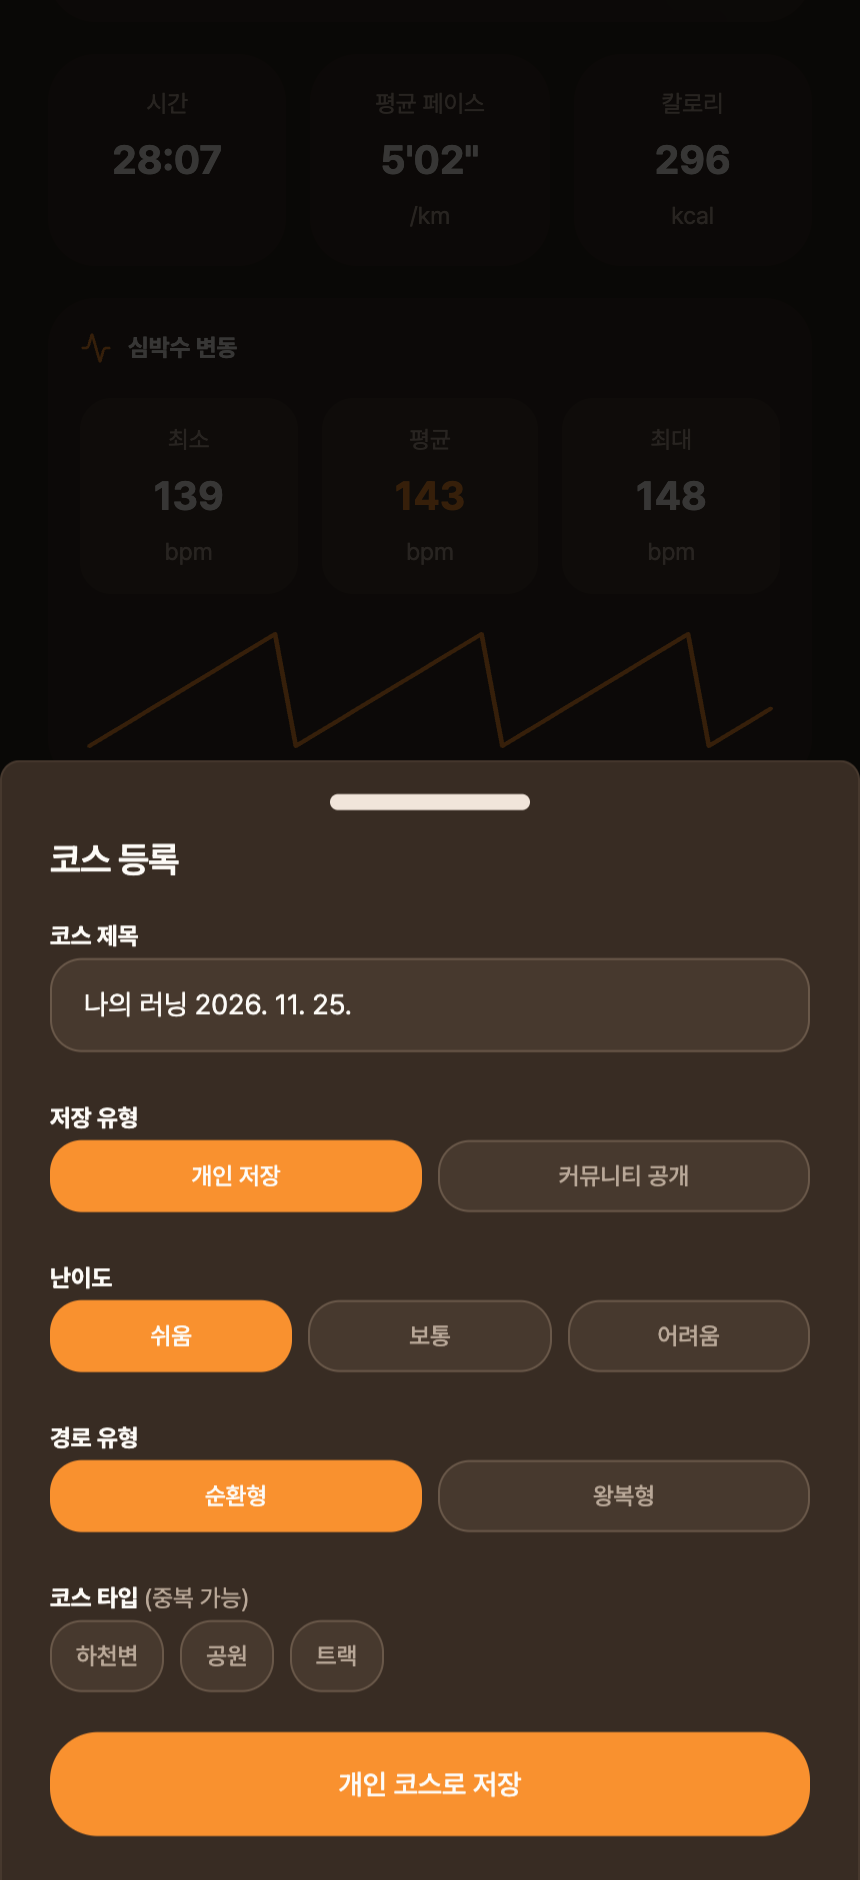 시간
28:07
평균 페이스
5'02"
/km
칼로리
296
kcal
심박수 변동
최소
139
bpm
평균
143
bpm
최대
148
bpm
코스 등록
코스 제목
나의 러닝 2026. 11. 25.
저장 유형
개인 저장
커뮤니티 공개
난이도
쉬움
보통
어려움
경로 유형
순환형
왕복형
코스 타입 (중복 가능)
하천변
공원
트랙
개인 코스로 저장